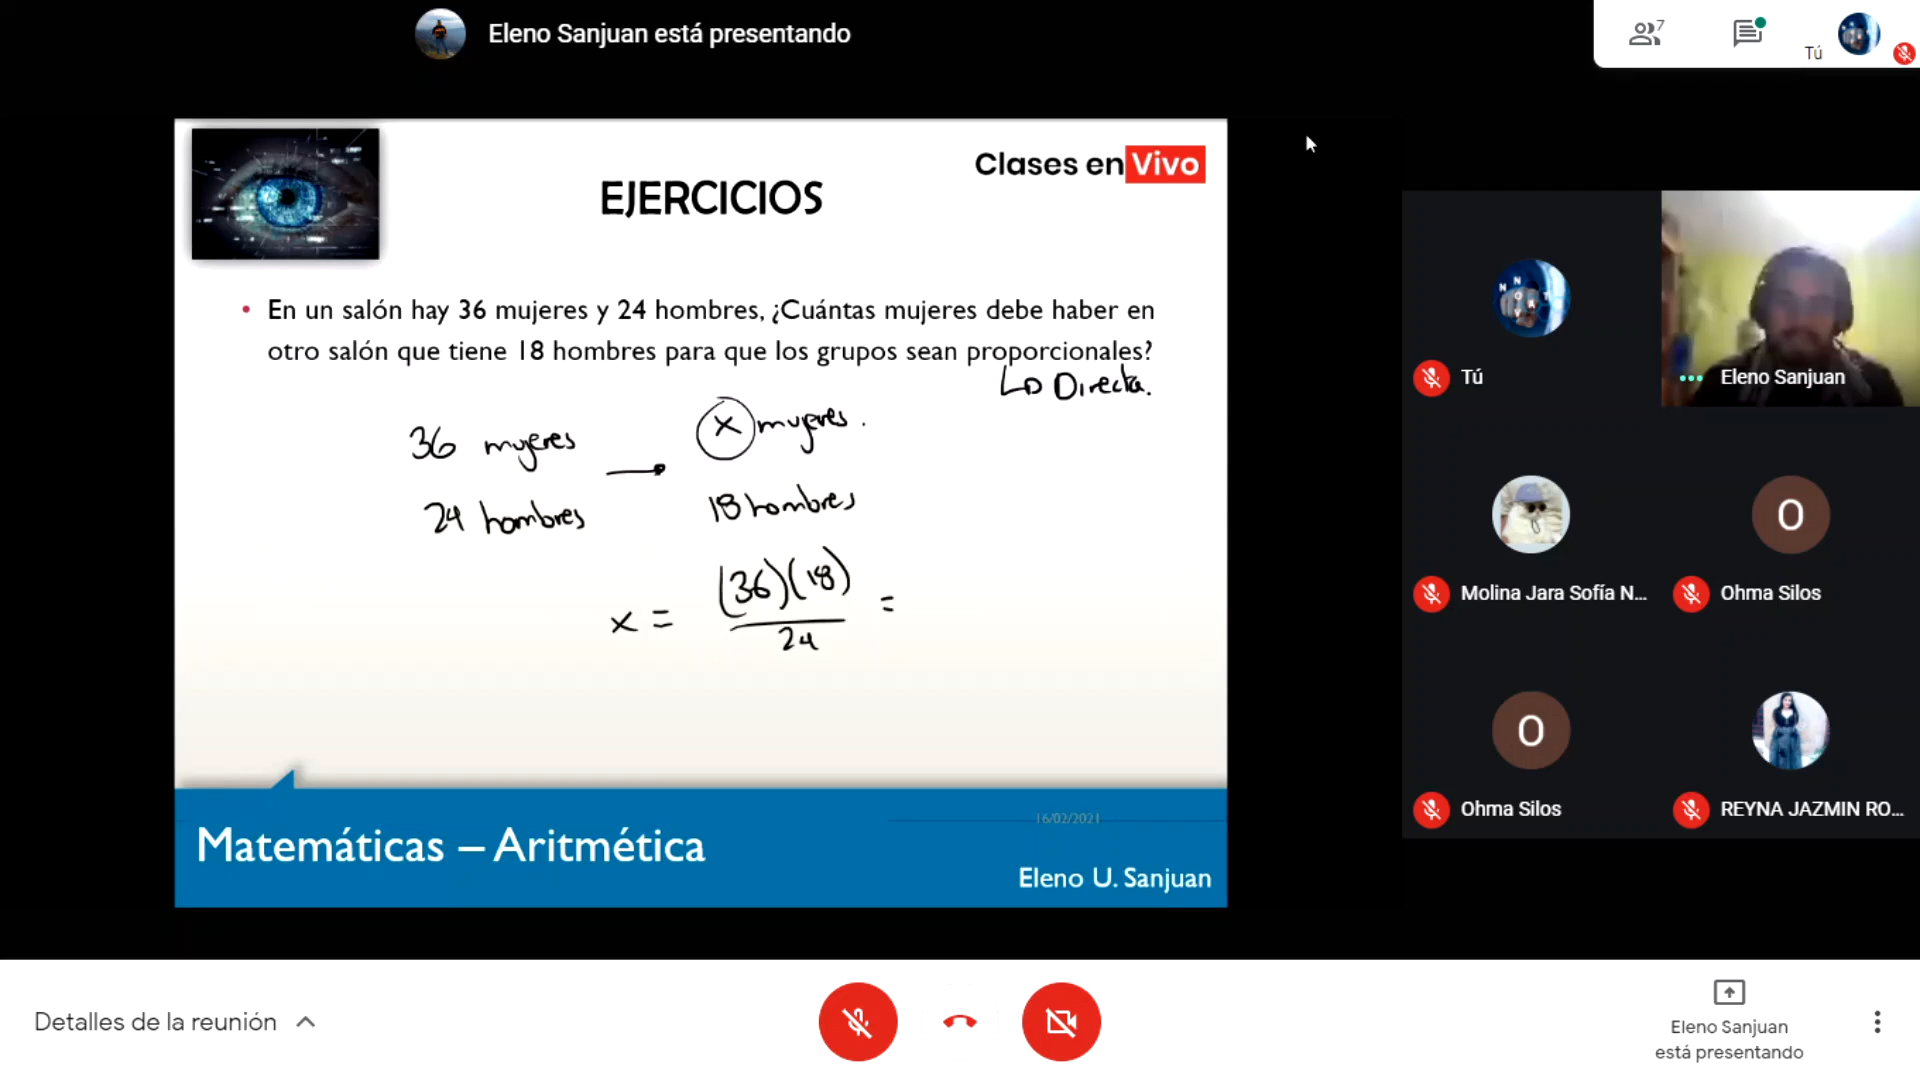 Eleno Sanjuan está presentando
7
Tú
Clases en Vivo
EJERCICIOS
• En un salón hay 36 mujeres y 24 hombres, ¿Cuántas mujeres debe haber en
otro salón que tiene 18 hombres para que los grupos sean proporcionales?
Directa.
36 mujeres
x mujeres.
24 hombres
18 hombres
x = (36)(18) =
24
16/02/2021
Matemáticas – Aritmética
Eleno U. Sanjuan
Tú
Eleno Sanjuan
Molina Jara Sofía N...
O
Ohma Silos
O
Ohma Silos
REYNA JAZMIN RO...
Detalles de la reunión
Eleno Sanjuan
está presentando